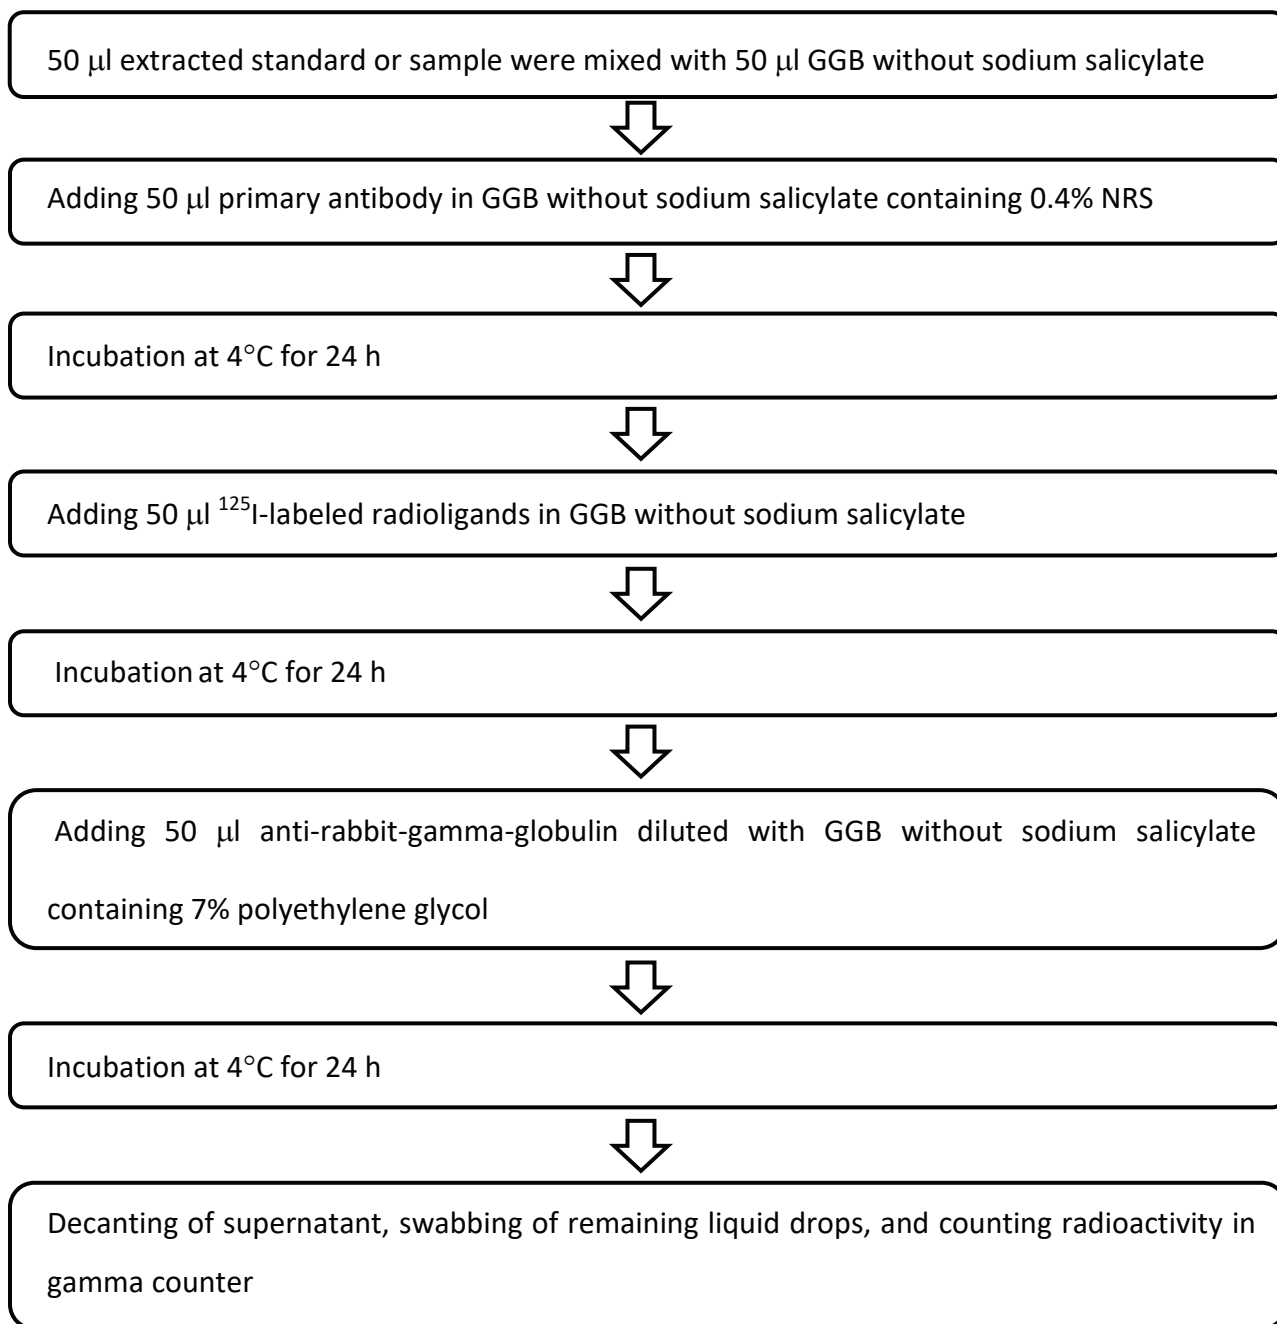 50 μl extracted standard or sample were mixed with 50 μl GGB without sodium salicylate
Adding 50 μl primary antibody in GGB without sodium salicylate containing 0.4% NRS
Incubation at 4°C for 24 h
Adding 50 μl ¹²⁵I-labeled radioligands in GGB without sodium salicylate
Incubation at 4°C for 24 h
Adding 50 μl anti-rabbit-gamma-globulin diluted with GGB without sodium salicylate
containing 7% polyethylene glycol
Incubation at 4°C for 24 h
Decanting of supernatant, swabbing of remaining liquid drops, and counting radioactivity in
gamma counter